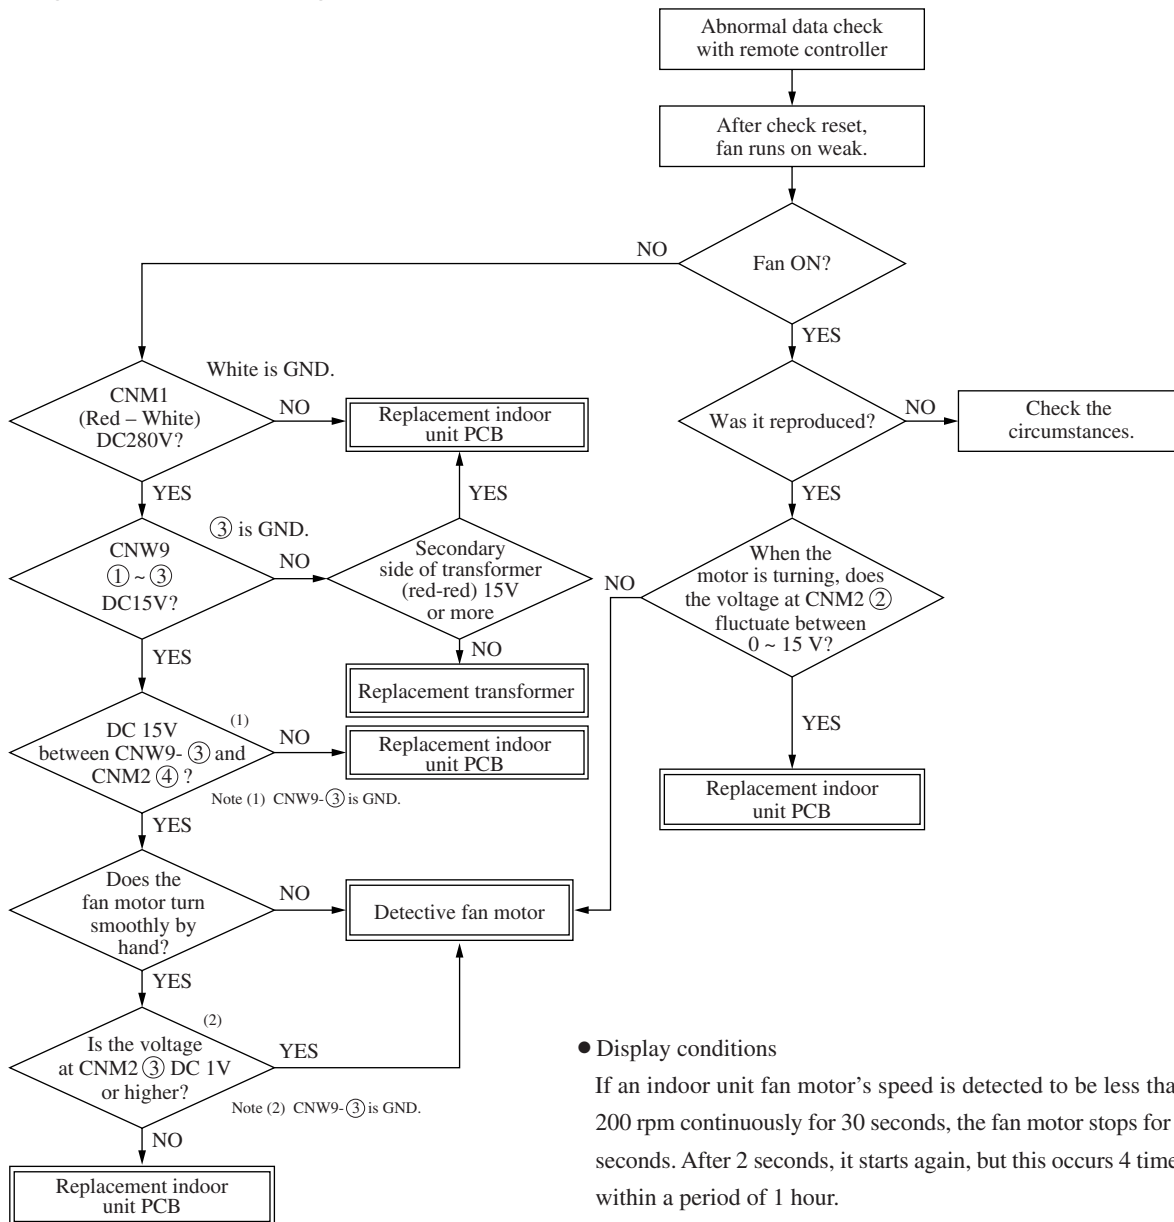 Abnormal data check
with remote controller
After check reset,
fan runs on weak.
Fan ON?
NO
YES
Was it reproduced?
NO
Check the
circumstances.
YES
When the
motor is turning, does
the voltage at CNM2 ②
fluctuate between
0 ~ 15 V?
NO
YES
Replacement indoor
unit PCB
White is GND.
CNM1
(Red – White)
DC280V?
NO
Replacement indoor
unit PCB
YES
③ is GND.
CNW9
① ~ ③
DC15V?
NO
YES
Secondary
side of transformer
(red-red) 15V
or more
NO
Replacement transformer
YES
DC 15V
(1)
between CNW9- ③ and
CNM2 ④ ?
NO
Replacement indoor
unit PCB
Note (1) CNW9-③ is GND.
YES
Does the
fan motor turn
smoothly by
hand?
NO
Detective fan motor
YES
(2)
Is the voltage
at CNM2 ③ DC 1V
or higher?
YES
Note (2) CNW9-③ is GND.
NO
Replacement indoor
unit PCB
● Display conditions
If an indoor unit fan motor’s speed is detected to be less
200 rpm continuously for 30 seconds, the fan motor stops for
seconds. After 2 seconds, it starts again, but this occurs 4
within a period of 1 hour.